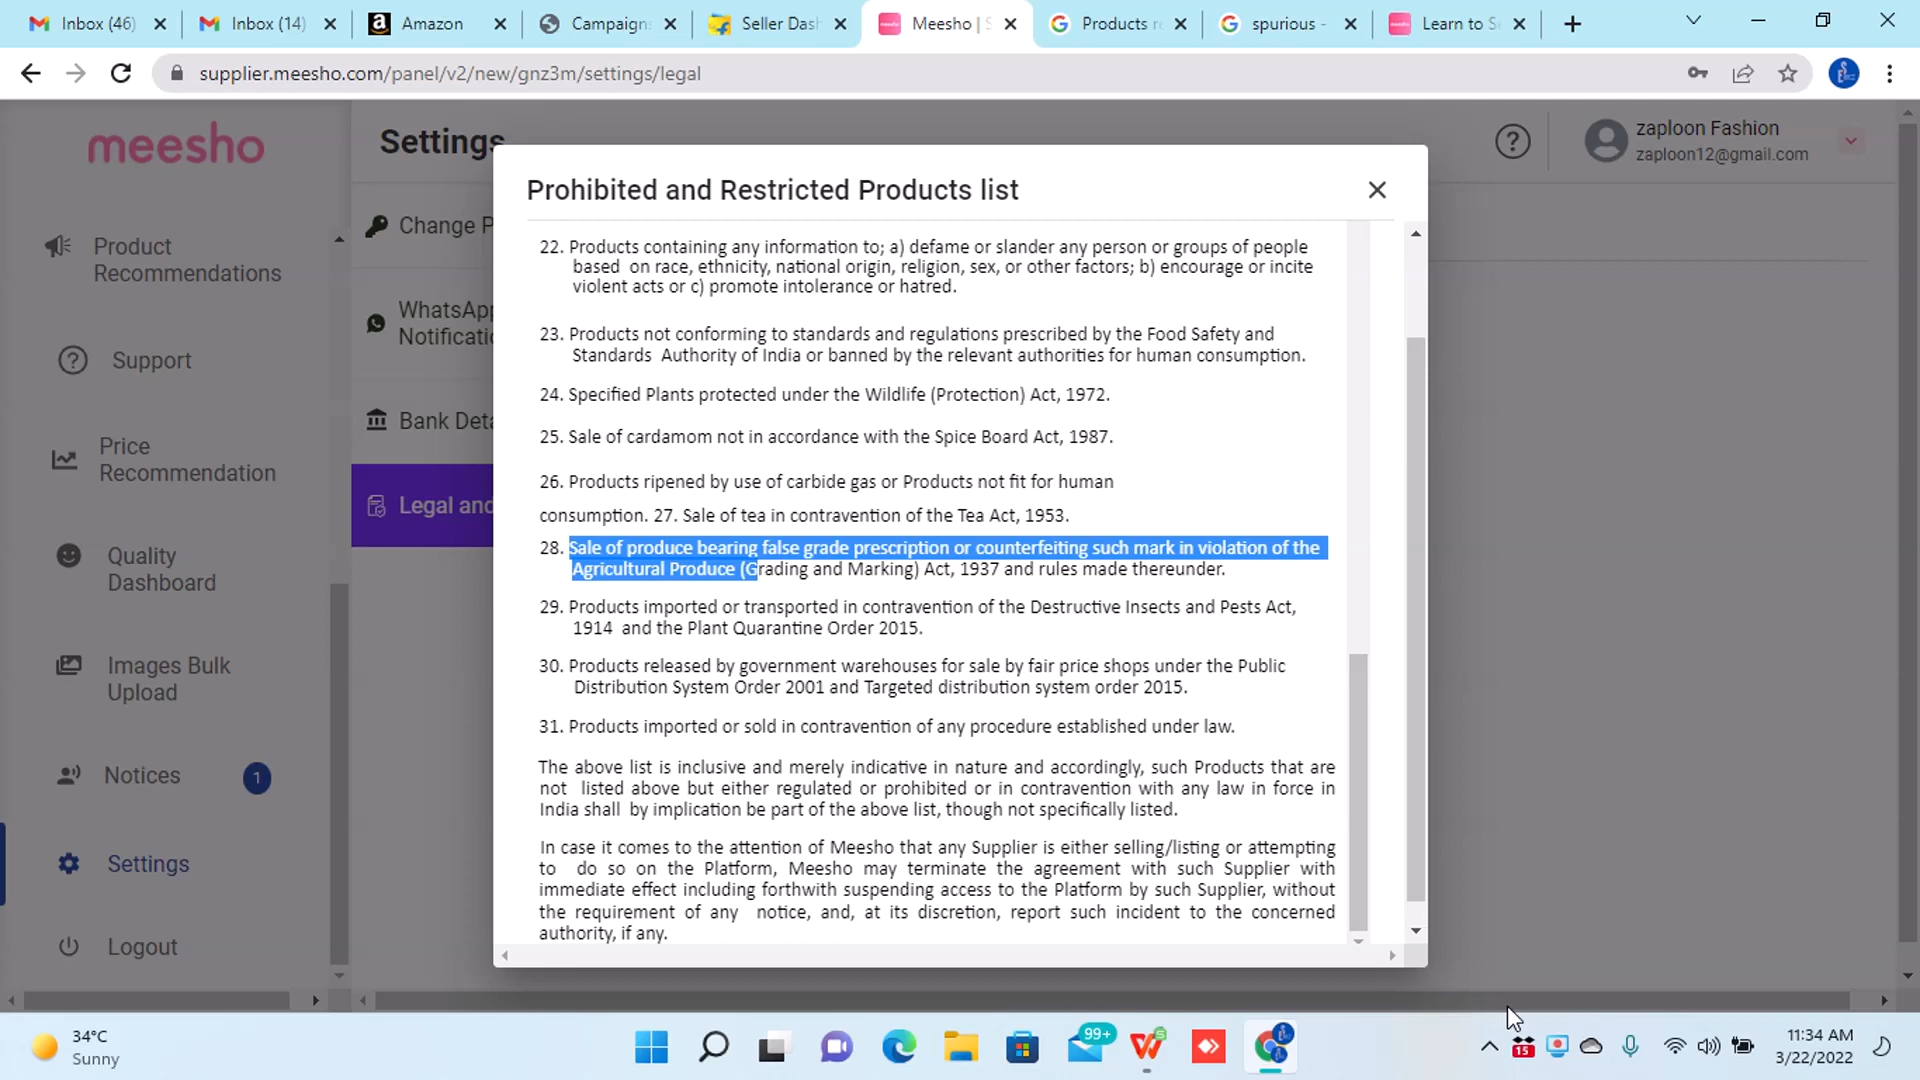 Inbox (46)
Inbox (14)
Amazon
Campaign
Seller Das
Meesho | S
Products r
spurious -
Learn to S
supplier.meesho.com/panel/v2/new/gnz3m/settings/legal
meesho
Settings
zaploon Fashion
zaploon12@gmail.com
Product
Recommendations
Support
Price
Recommendation
Quality
Dashboard
Images Bulk
Upload
Notices
1
Settings
Logout
Change P
WhatsApp
Notificatio
Bank Deta
Legal and
Prohibited and Restricted Products list
22. Products containing any information to; a) defame or slander any person or groups of people
based on race, ethnicity, national origin, religion, sex, or other factors; b) encourage or incite
violent acts or c) promote intolerance or hatred.
23. Products not conforming to standards and regulations prescribed by the Food Safety and
Standards Authority of India or banned by the relevant authorities for human consumption.
24. Specified Plants protected under the Wildlife (Protection) Act, 1972.
25. Sale of cardamom not in accordance with the Spice Board Act, 1987.
26. Products ripened by use of carbide gas or Products not fit for human
consumption. 27. Sale of tea in contravention of the Tea Act, 1953.
28. Sale of produce bearing false grade prescription or counterfeiting such mark in violation of the
Agricultural Produce (Grading and Marking) Act, 1937 and rules made thereunder.
29. Products imported or transported in contravention of the Destructive Insects and Pests Act,
1914 and the Plant Quarantine Order 2015.
30. Products released by government warehouses for sale by fair price shops under the Public
Distribution System Order 2001 and Targeted distribution system order 2015.
31. Products imported or sold in contravention of any procedure established under law.
The above list is inclusive and merely indicative in nature and accordingly, such Products that are
not listed above but either regulated or prohibited or in contravention with any law in force in
India shall by implication be part of the above list, though not specifically listed.
In case it comes to the attention of Meesho that any Supplier is either selling/listing or attempting
to do so on the Platform, Meesho may terminate the agreement with such Supplier with
immediate effect including forthwith suspending access to the Platform by such Supplier, without
the requirement of any notice, and, at its discretion, report such incident to the concerned
authority, if any.
34°C
Sunny
99+
15
11:34 AM
3/22/2022